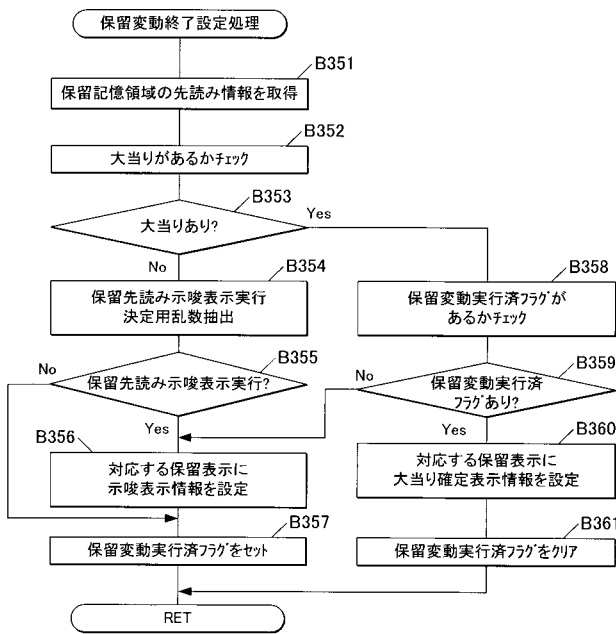 保留変動終了設定処理
B351
保留記憶領域の先読み情報を取得
B352
大当りがあるかチェック
B353
大当りあり?
Yes
No
B354
保留先読み示唆表示実行
決定用乱数抽出
B358
保留変動実行済フラグが
あるかチェック
B355
No
保留先読み示唆表示実行?
Yes
B359
No
保留変動実行済
フラグあり?
Yes
B356
対応する保留表示に
示唆表示情報を設定
B360
対応する保留表示に
大当り確定表示情報を設定
B357
保留変動実行済フラグをセット
B361
保留変動実行済フラグをクリア
RET